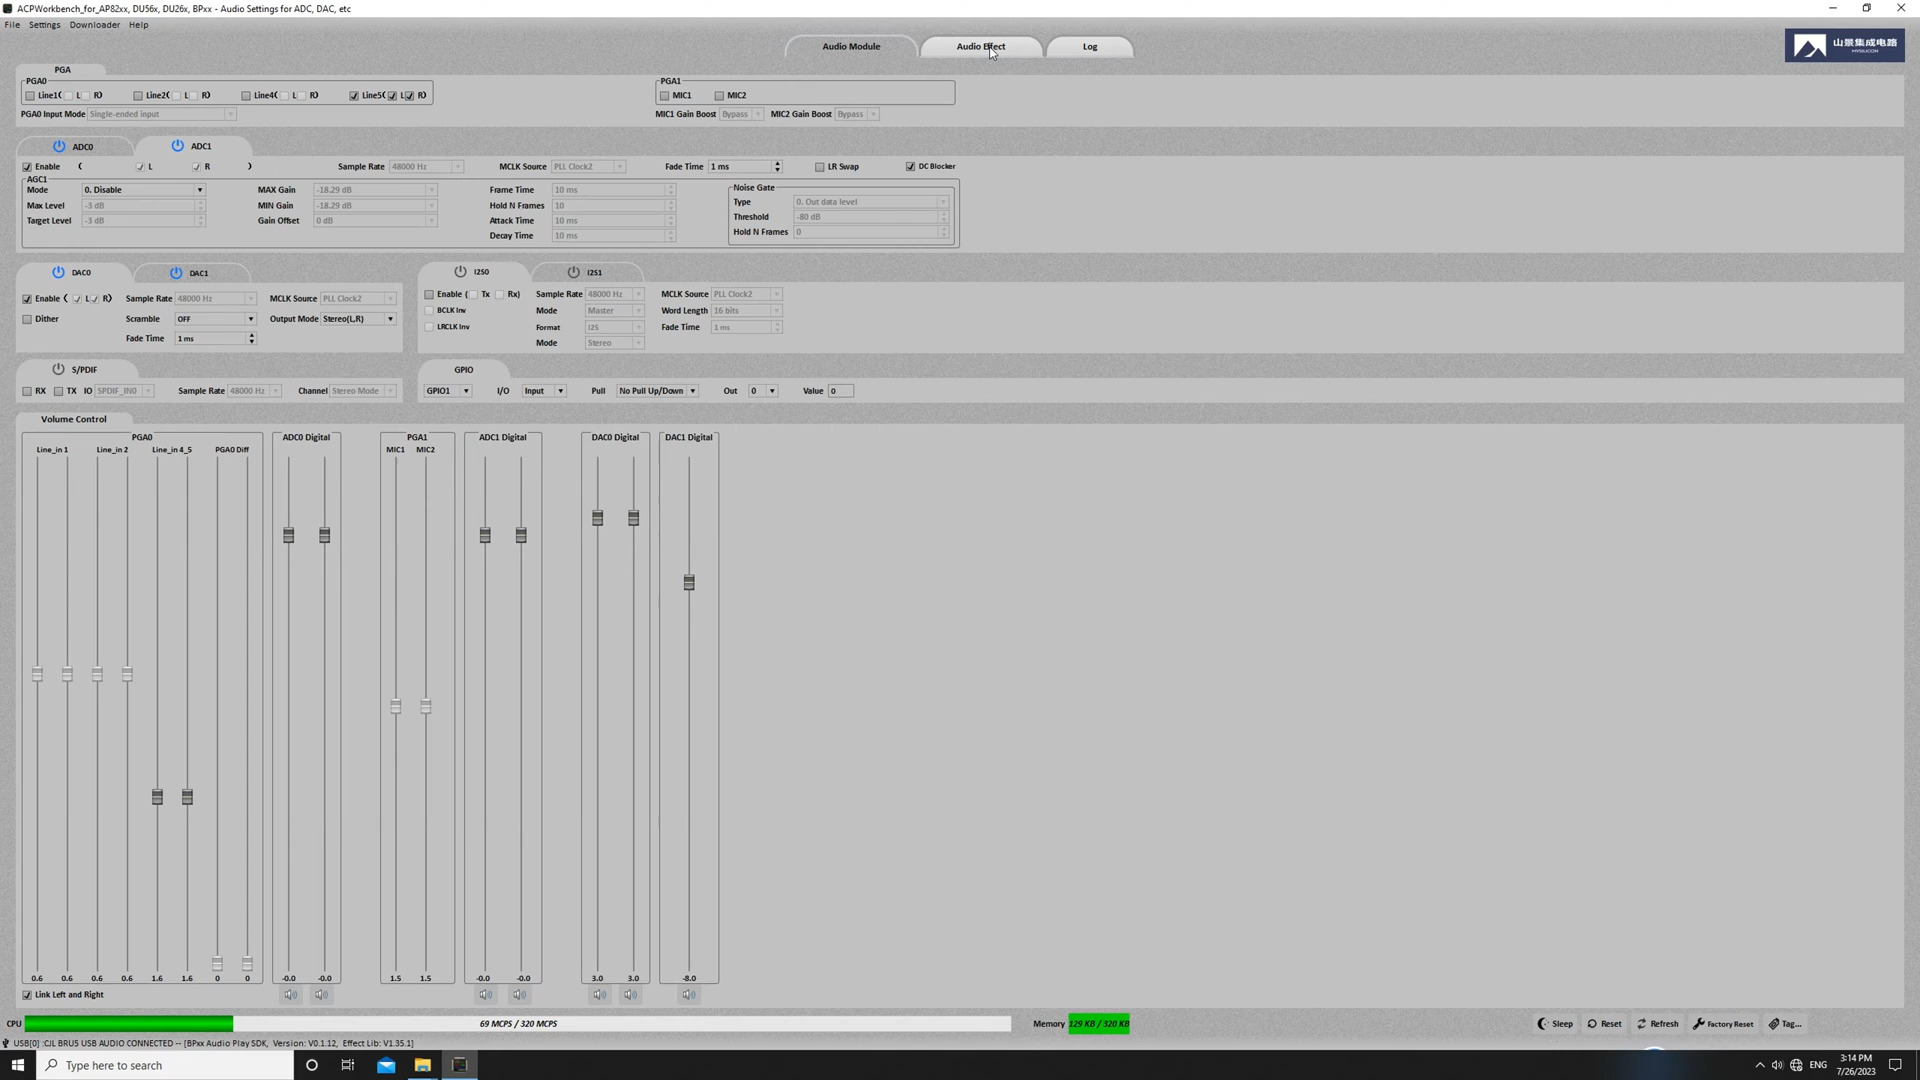 ACPWorkbench_for_AP82xx, DU56x, DU26x, BPxx - Audio Settings for ADC, DAC, etc
File Settings Downloader Help
Audio Module Audio Effect Log
山景集成电路
MVSILICON
PGA
PGA0 PGA1
Line1( L R) Line2( L R) Line4( L R) Line5( L R) MIC1 MIC2
PGA0 Input Mode Single-ended input MIC1 Gain Boost Bypass MIC2 Gain Boost Bypass
ADC0 ADC1
Enable ( L R ) Sample Rate 48000 Hz MCLK Source PLL Clock2 Fade Time 1 ms LR Swap DC Blocker
AGC1
Mode 0. Disable MAX Gain -18.29 dB Frame Time 10 ms Noise Gate
Max Level -3 dB MIN Gain -18.29 dB Hold N Frames 10 Type 0. Out data level
Target Level -3 dB Gain Offset 0 dB Attack Time 10 ms Threshold -80 dB
Decay Time 10 ms Hold N Frames 0
DAC0 DAC1 I2S0 I2S1
Enable ( L R) Sample Rate 48000 Hz MCLK Source PLL Clock2 Enable ( Tx Rx) Sample Rate 48000 Hz MCLK Source PLL Clock2
BCLK Inv Mode Master Word Length 16 bits
Dither Scramble OFF Output Mode Stereo(L,R) LRCLK Inv Format I2S Fade Time 1 ms
Fade Time 1 ms Mode Stereo
S/PDIF GPIO
RX TX IO SPDIF_IN0 Sample Rate 48000 Hz Channel Stereo Mode GPIO1 I/O Input Pull No Pull Up/Down Out 0 Value 0
Volume Control
PGA0 ADC0 Digital PGA1 ADC1 Digital DAC0 Digital DAC1 Digital
Line_in 1 Line_in 2 Line_in 4_5 PGA0 Diff MIC1 MIC2
0.6 0.6 0.6 0.6 1.6 1.6 0 0 -0.0 -0.0 1.5 1.5 -0.0 -0.0 3.0 3.0 -8.0
Link Left and Right
CPU 69 MCPS / 320 MCPS Memory 129 KB / 320 KB Sleep Reset Refresh Factory Reset Tag...
USB[0] :CJL BRU5 USB AUDIO CONNECTED -- [BPxx Audio Play SDK, Version: V0.1.12, Effect Lib: V1.35.1]
Type here to search ENG 3:14 PM
7/26/2023